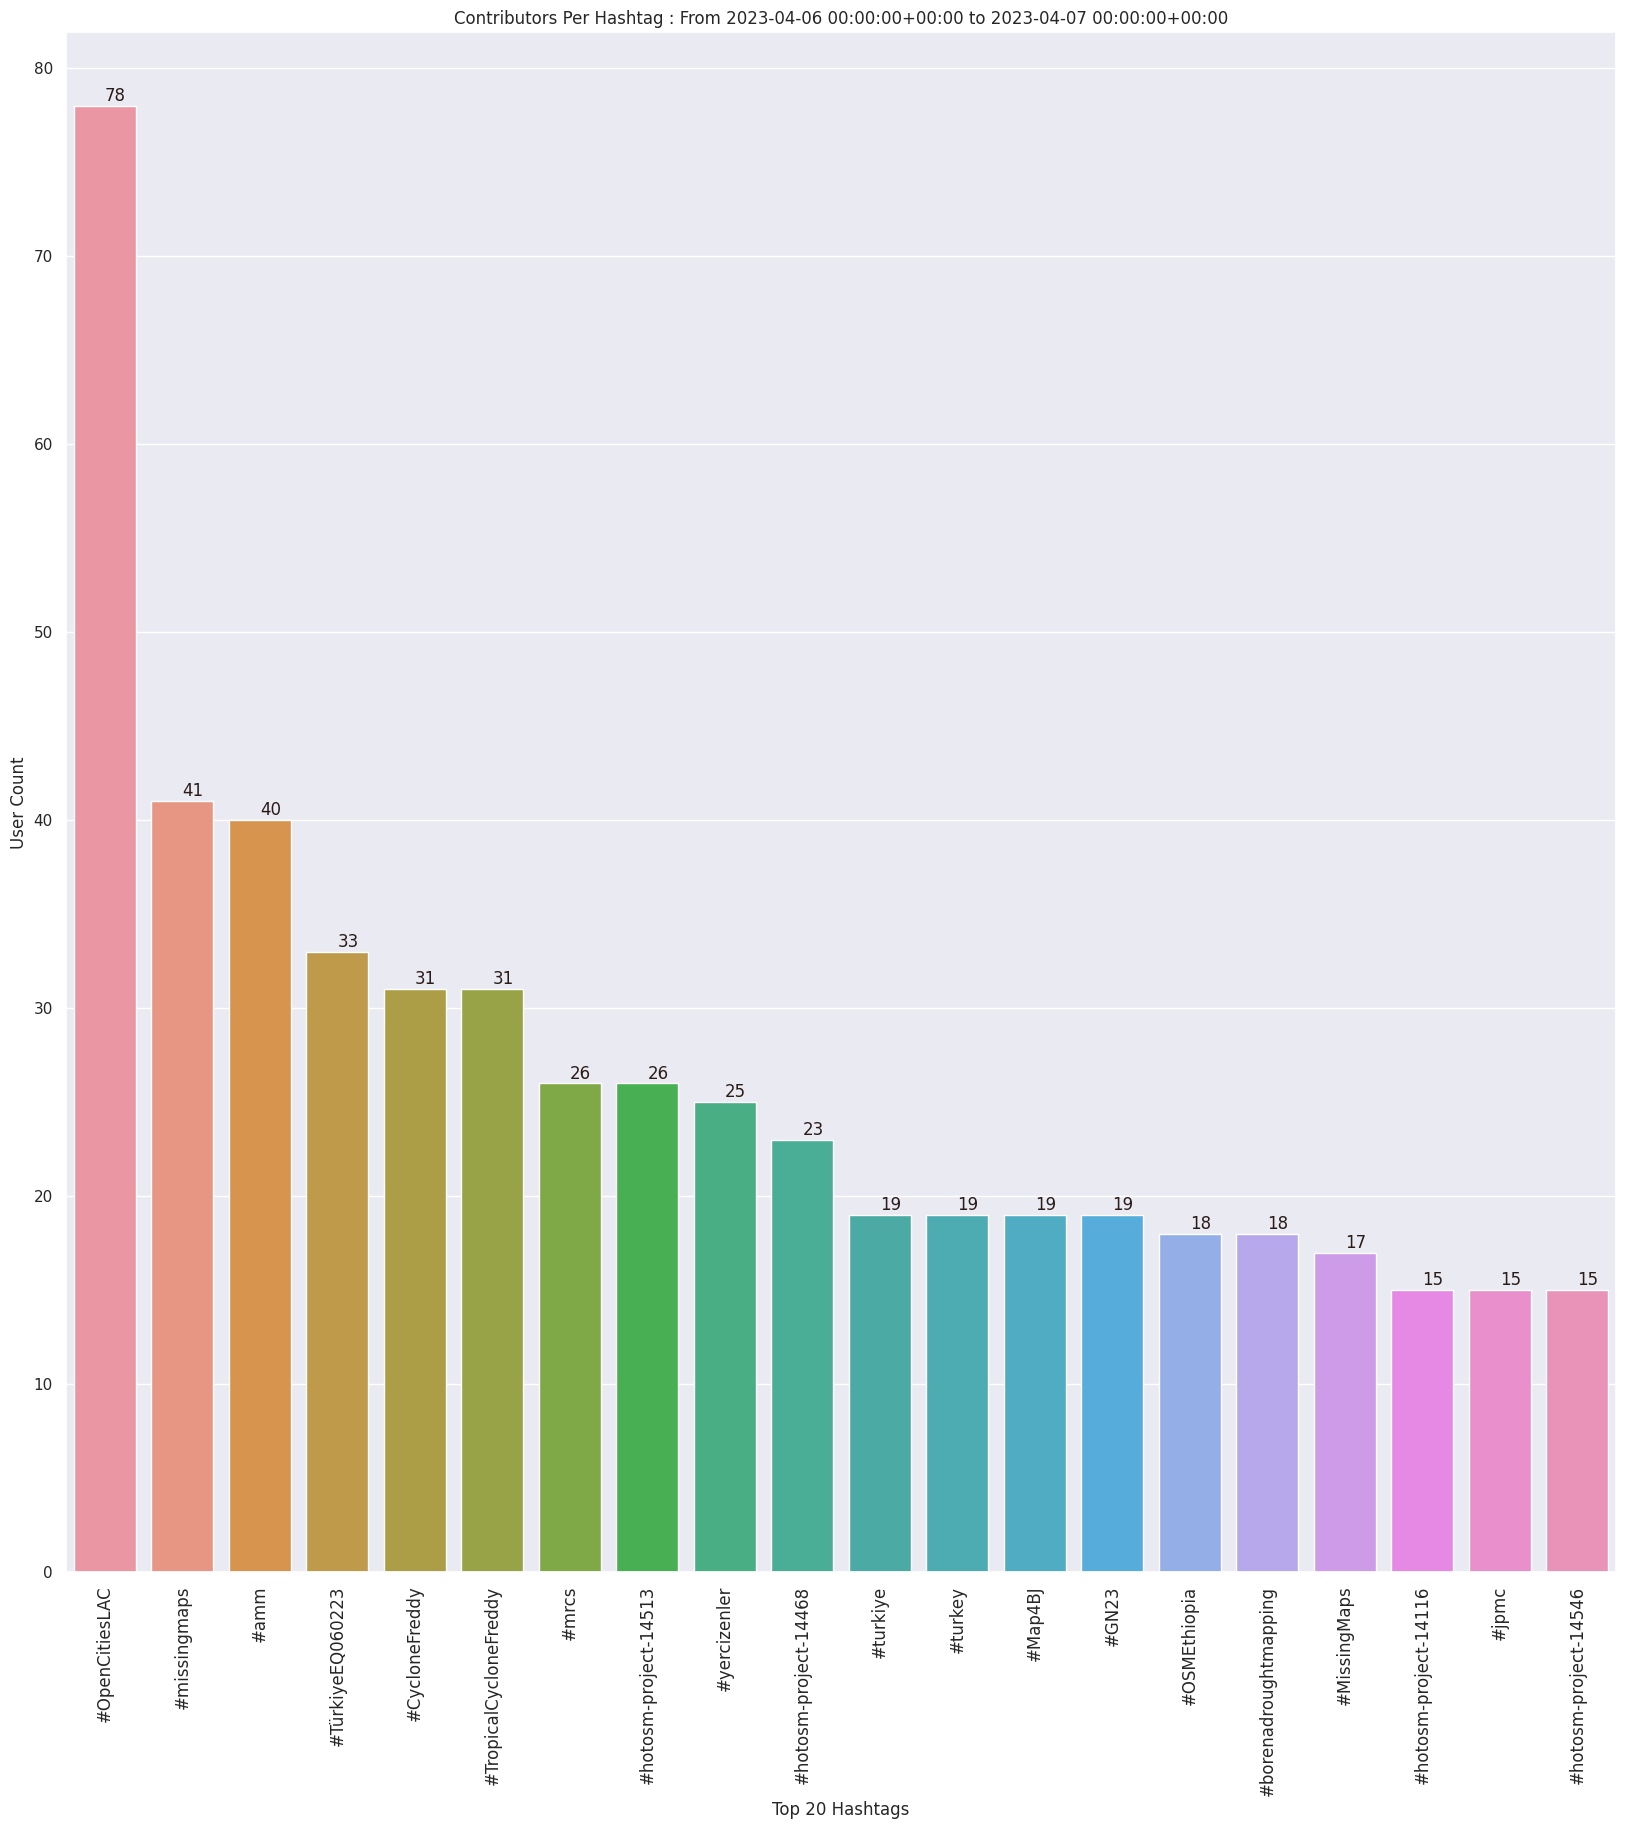 Contributors Per Hashtag : From 2023-04-06 00:00:00+00:00 to 2023-04-07 00:00:00+00:00
User Count
80
70
60
50
40
30
20
10
0
78
41
40
33
31
31
26
26
25
23
19
19
19
19
18
18
17
15
15
15
#OpenCitiesLAC
#missingmaps
#amm
#TürkiyeEQ060223
#CycloneFreddy
#TropicalCycloneFreddy
#mrcs
#hotosm-project-14513
#yercizenler
#hotosm-project-14468
#turkiye
#turkey
#Map4BJ
#GN23
#OSMEthiopia
#borenadroughtmapping
#MissingMaps
#hotosm-project-14116
#jpmc
#hotosm-project-14546
Top 20 Hashtags